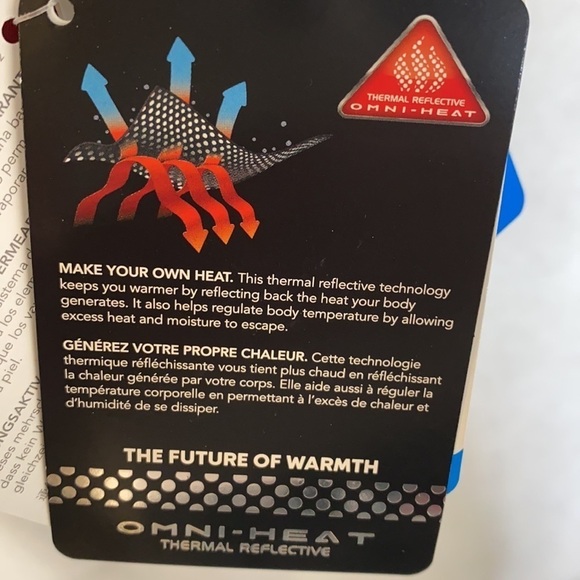 THERMAL REFLECTIVE
OMNI-HEAT
MAKE YOUR OWN HEAT. This thermal reflective technology
keeps you warmer by reflecting back the heat your body
generates. It also helps regulate body temperature by allowing
excess heat and moisture to escape.
GÉNÉREZ VOTRE PROPRE CHALEUR. Cette technologie
thermique réfléchissante vous tient plus chaud en réfléchissant
la chaleur générée par votre corps. Elle aide aussi à réguler la
température corporelle en permettant à l'excès de chaleur et
d'humidité de se dissiper.
THE FUTURE OF WARMTH
OMNI-HEAT
THERMAL REFLECTIVE